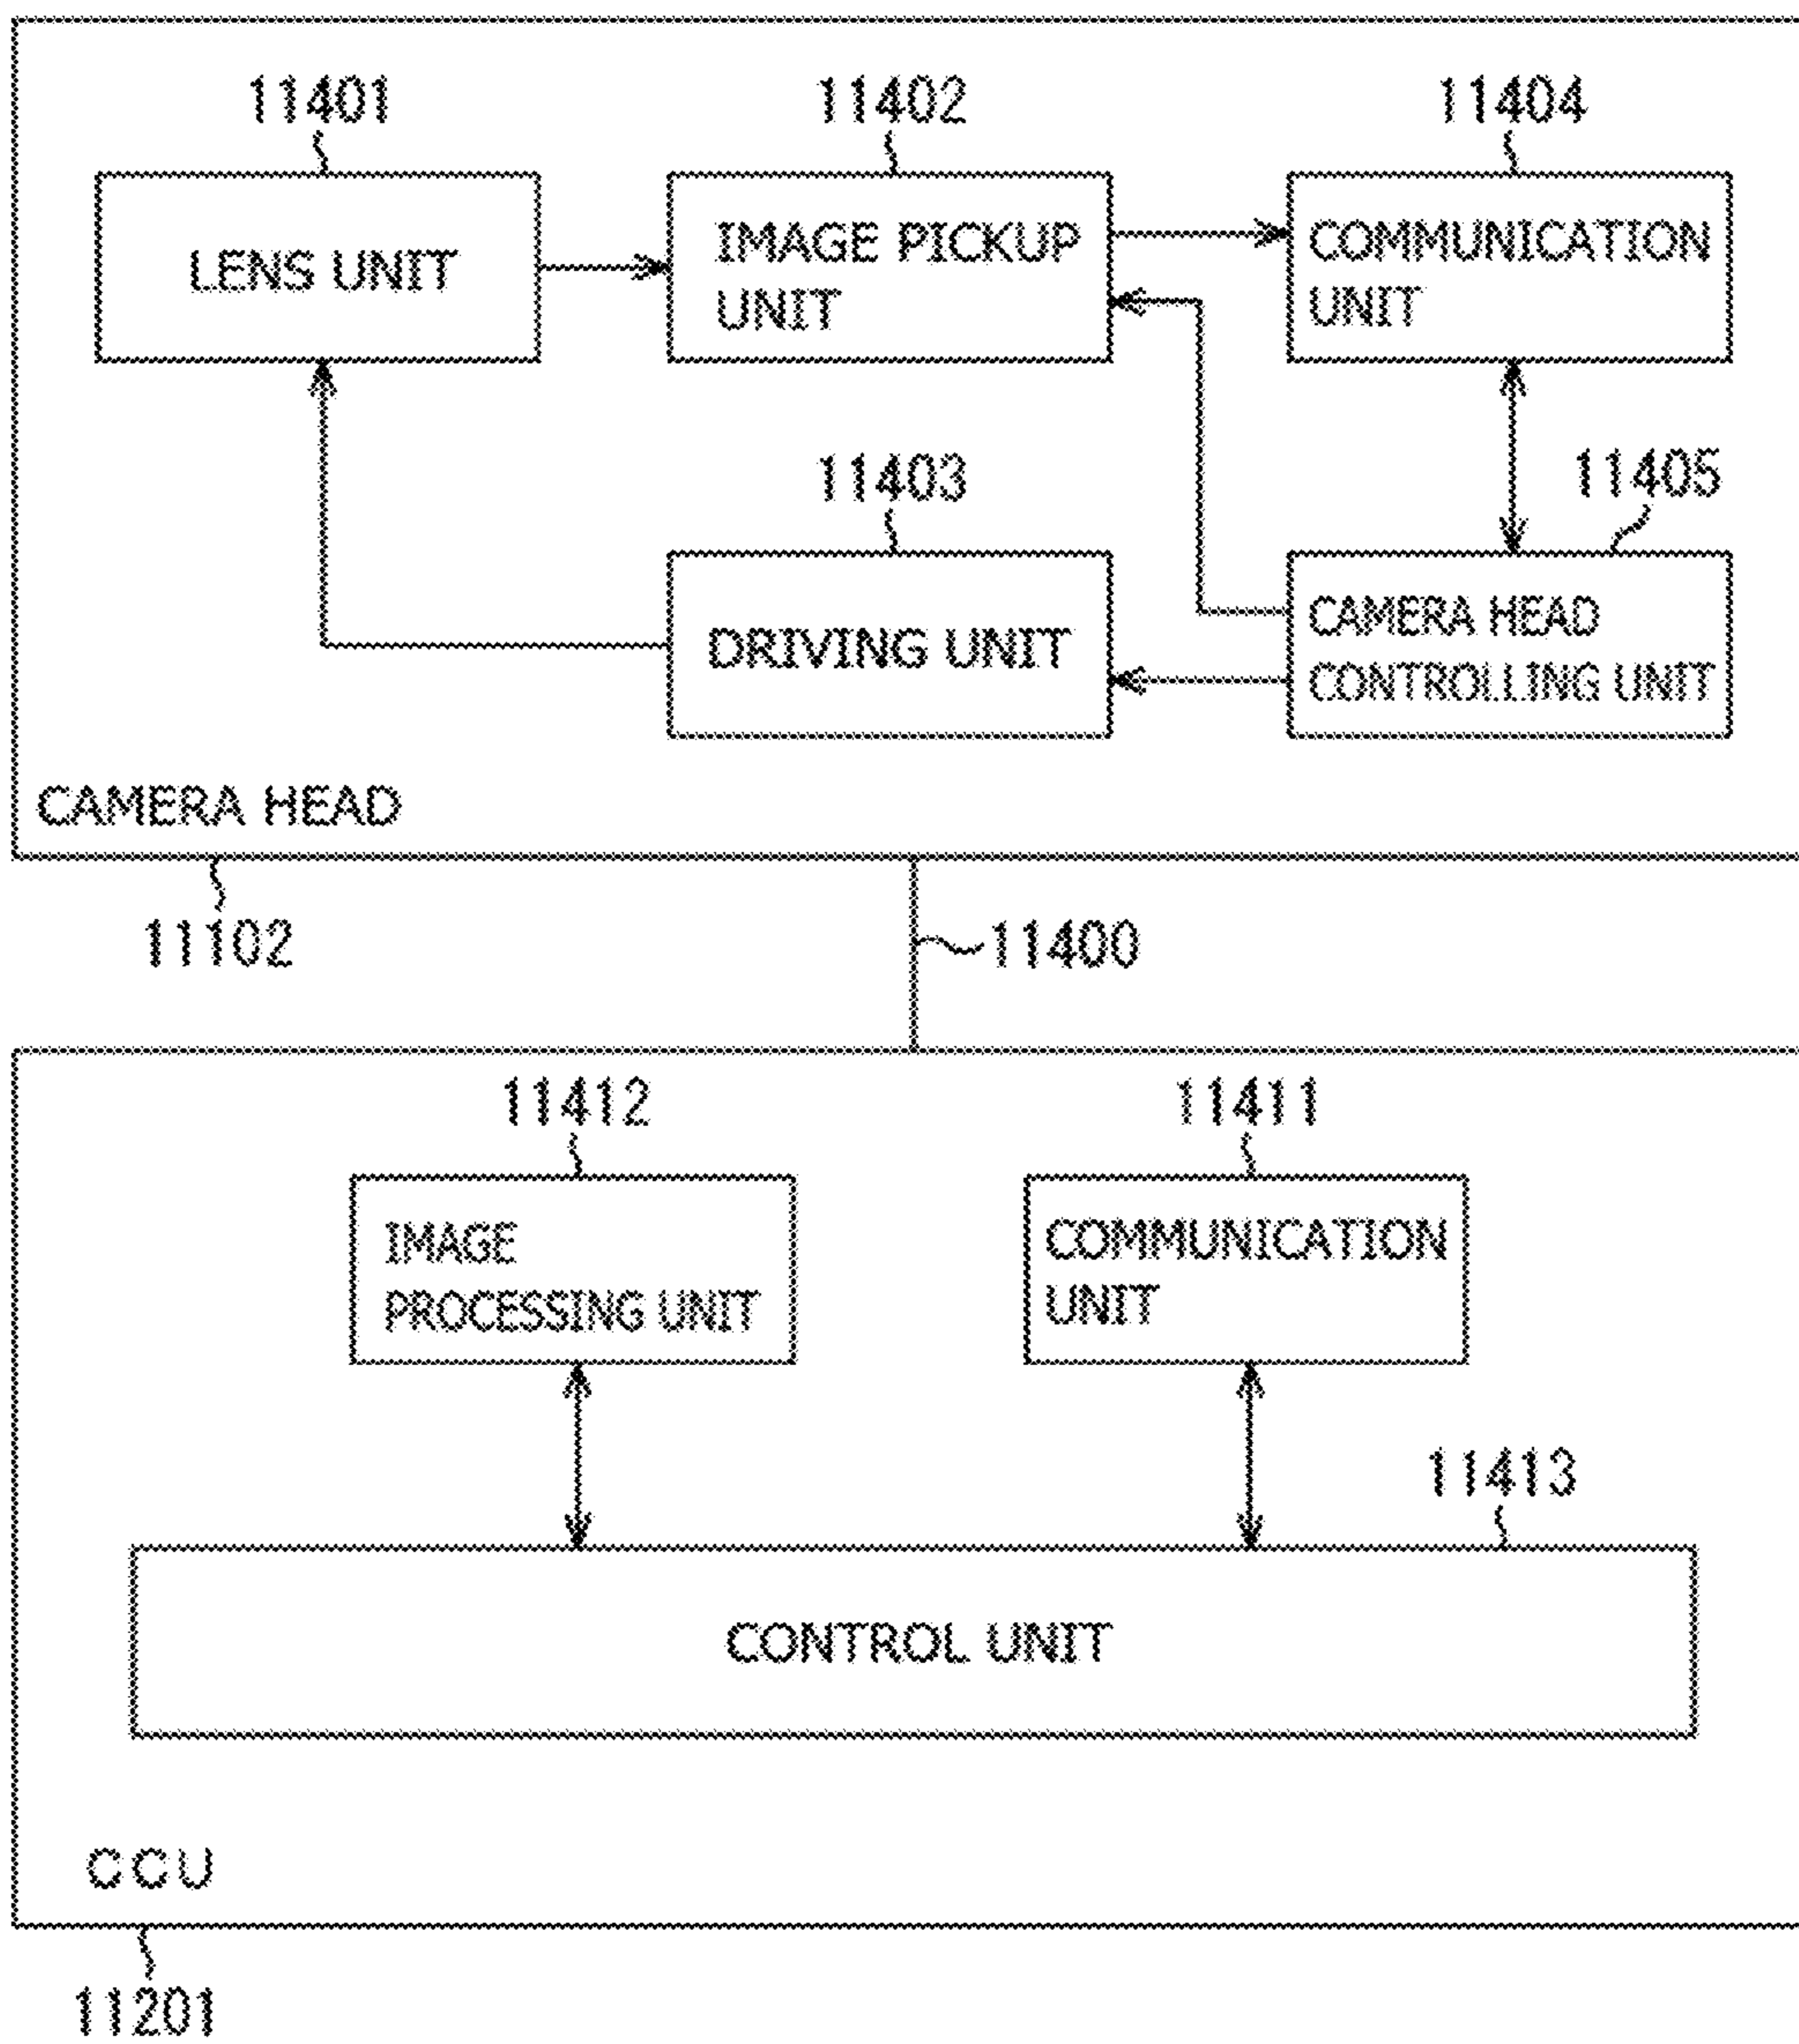 11401
11402
11404
LENS UNIT
IMAGE PICKUP
UNIT
COMMUNICATION
UNIT
11403
11405
DRIVING UNIT
CAMERA HEAD
CONTROLLING UNIT
CAMERA HEAD
11102
11400
11412
11411
IMAGE
PROCESSING UNIT
COMMUNICATION
UNIT
11413
CONTROL UNIT
CCU
11201